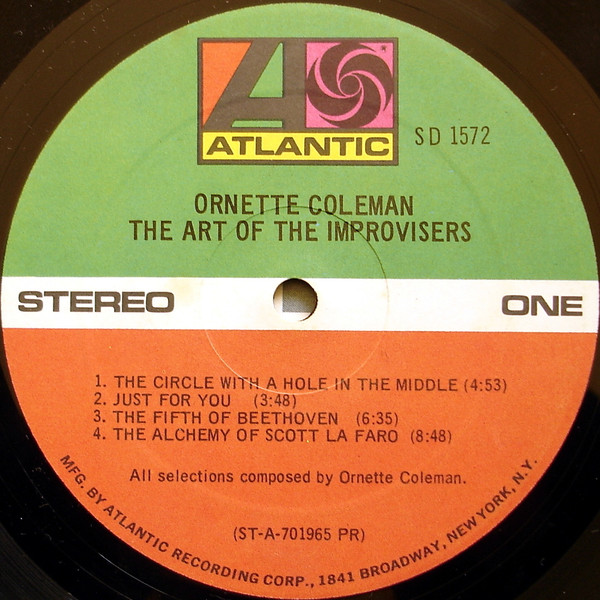 ATLANTIC
SD 1572
ORNETTE COLEMAN
THE ART OF THE IMPROVISERS
STEREO
ONE
1. THE CIRCLE WITH A HOLE IN THE MIDDLE (4:53)
2. JUST FOR YOU (3:48)
3. THE FIFTH OF BEETHOVEN (6:35)
4. THE ALCHEMY OF SCOTT LA FARO (8:48)
All selections composed by Ornette Coleman.
(ST-A-701965 PR)
MFG. BY ATLANTIC RECORDING CORP., 1841 BROADWAY, NEW YORK, N.Y.